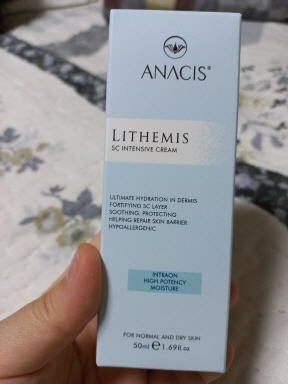 ANACIS®
LITHEMIS
SC INTENSIVE CREAM
ULTIMATE HYDRATION IN DERMIS
FORTIFYING SC LAYER
SOOTHING, PROTECTING
HELPING REPAIR SKIN BARRIER
HYPOALLERGENIC
INTRAON
HIGH POTENCY
MOISTURE
FOR NORMAL AND DRY SKIN
50ml ℮ 1.69fl.oz